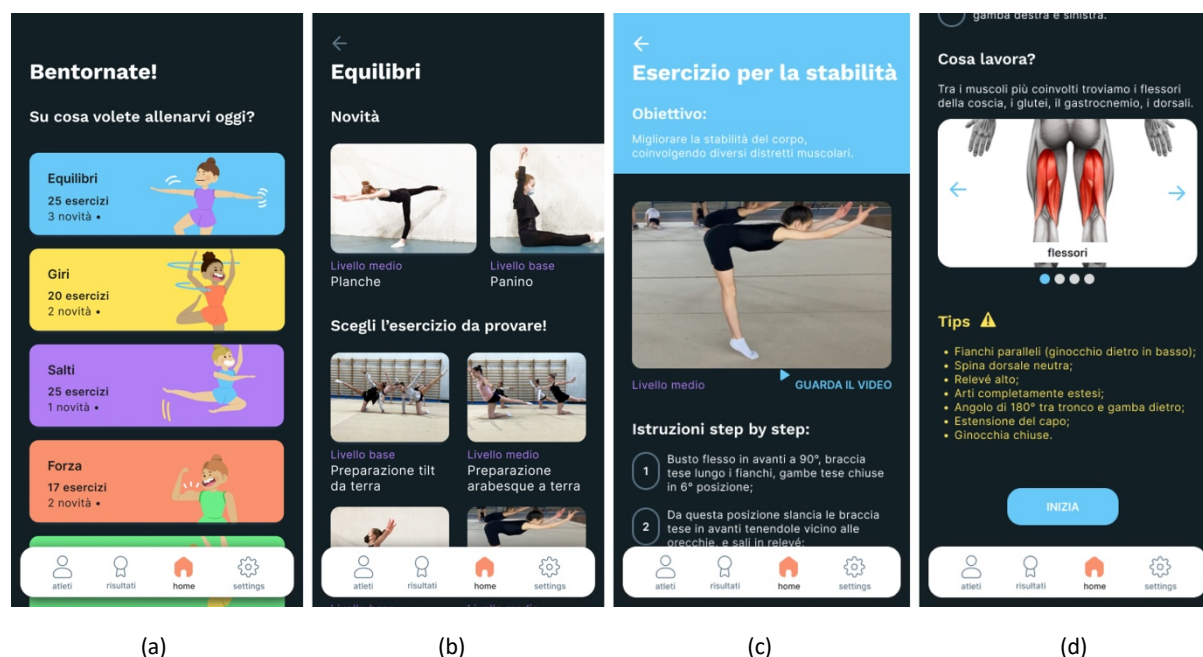 Bentornate!
Su cosa volete allenarvi oggi?
Equilibri
25 esercizi
3 novità •
Giri
20 esercizi
2 novità •
Salti
25 esercizi
1 novità •
Forza
17 esercizi
2 novità •
atleti
risultati
home
settings
(a)
Equilibri
Novità
Livello medio
Planche
Livello base
Panino
Scegli l’esercizio da provare!
Livello base
Preparazione tilt
da terra
Livello medio
Preparazione
arabesque a terra
atleti
risultati
home
settings
Livello base
Livello medio
(b)
Esercizio per la stabilità
Obiettivo:
Migliorare la stabilità del corpo,
coinvolgendo diversi distretti muscolari.
Livello medio
GUARDA IL VIDEO
Istruzioni step by step:
1
Busto flesso in avanti a 90°, braccia
tese lungo i fianchi, gambe tese chiuse
in 6° posizione;
2
Da questa posizione slancia le braccia
tese in avanti tenendole vicino alle
orecchie, e sali in relevé;
atleti
risultati
home
settings
(c)
gamba destra e sinistra.
Cosa lavora?
Tra i muscoli più coinvolti troviamo i flessori
della coscia, i glutei, il gastrocnemio, i dorsali.
flessori
Tips
• Fianchi paralleli (ginocchio dietro in basso);
• Spina dorsale neutra;
• Relevé alto;
• Arti completamente estesi;
• Angolo di 180° tra tronco e gamba dietro;
• Estensione del capo;
• Ginocchia chiuse.
INIZIA
atleti
risultati
home
settings
(d)